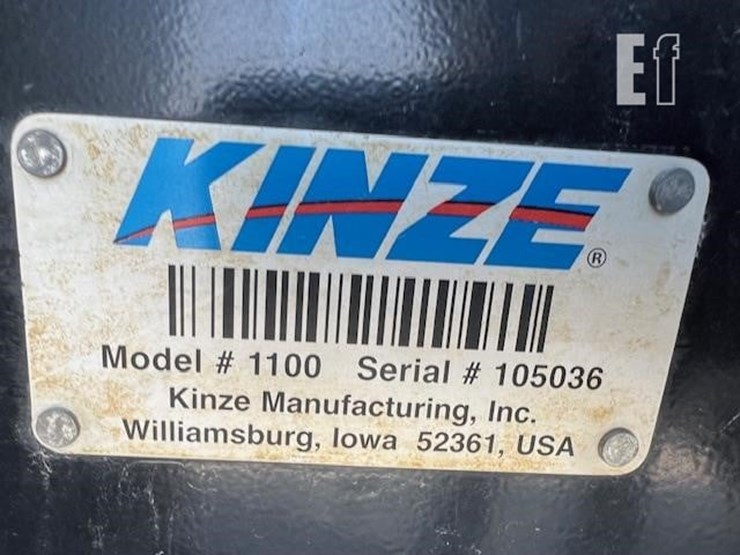 Ef
KINZE®
Model # 1100 Serial # 105036
Kinze Manufacturing, Inc.
Williamsburg, Iowa 52361, USA